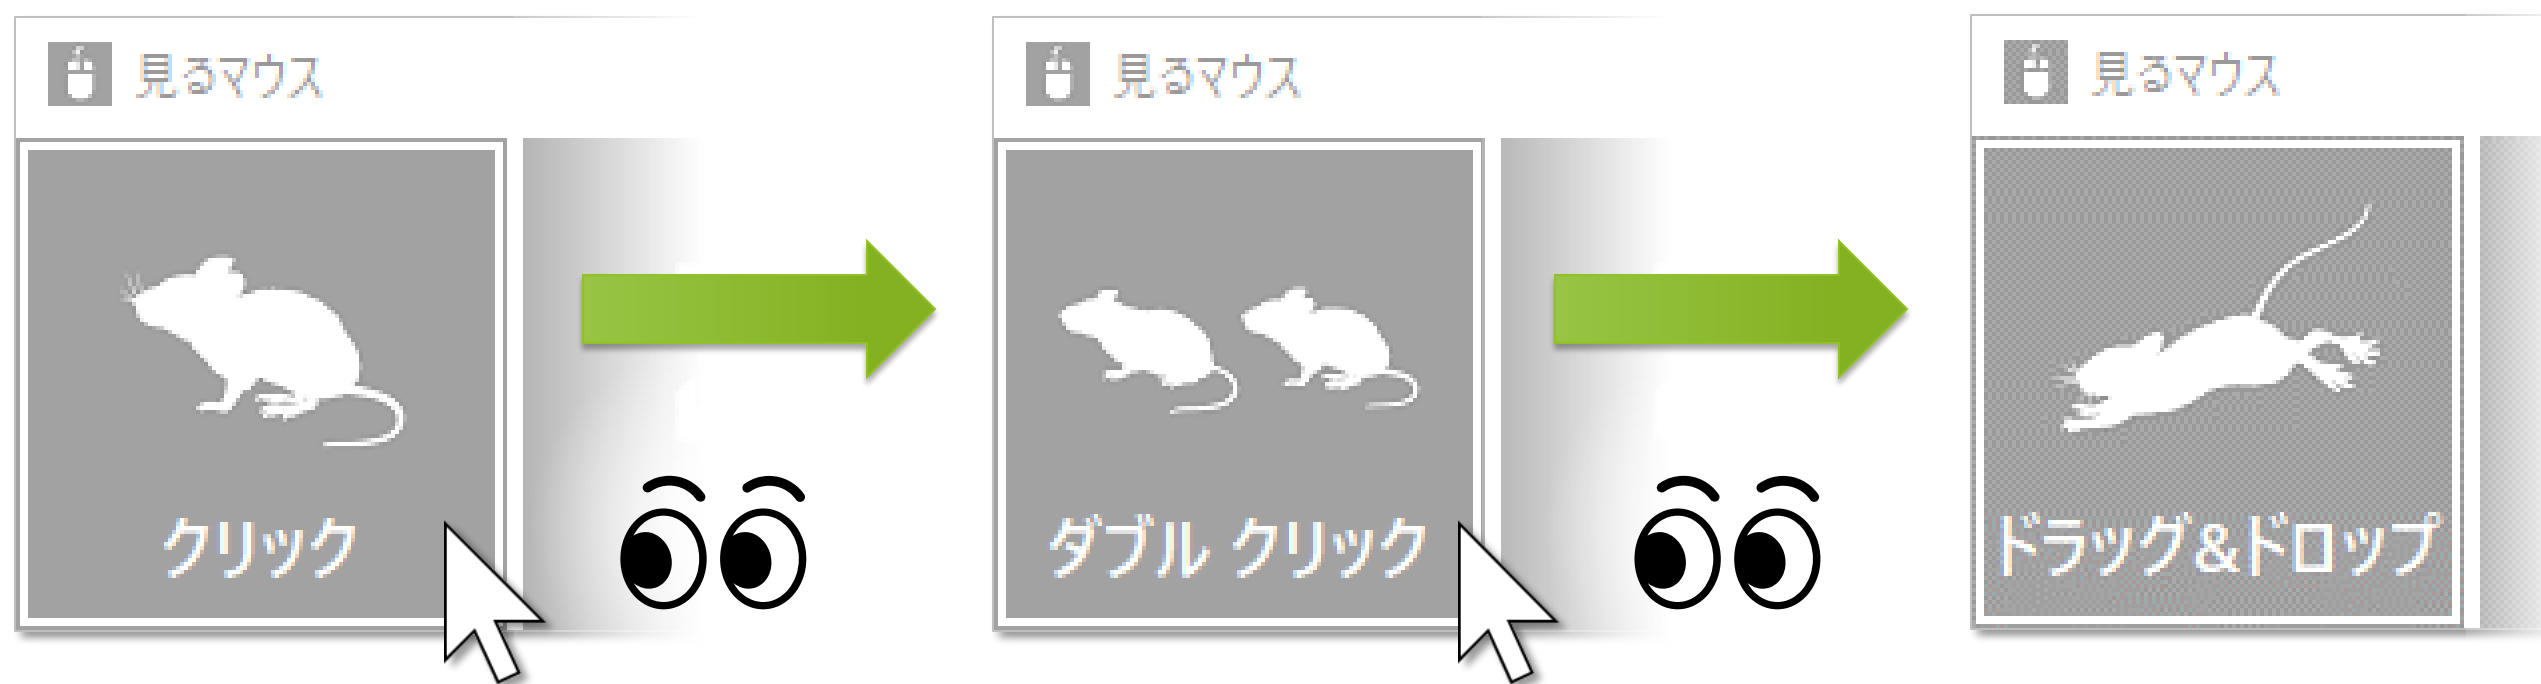 見るマウス
クリック
見るマウス
ダブル クリック
見るマウス
ドラッグ&ドロップ